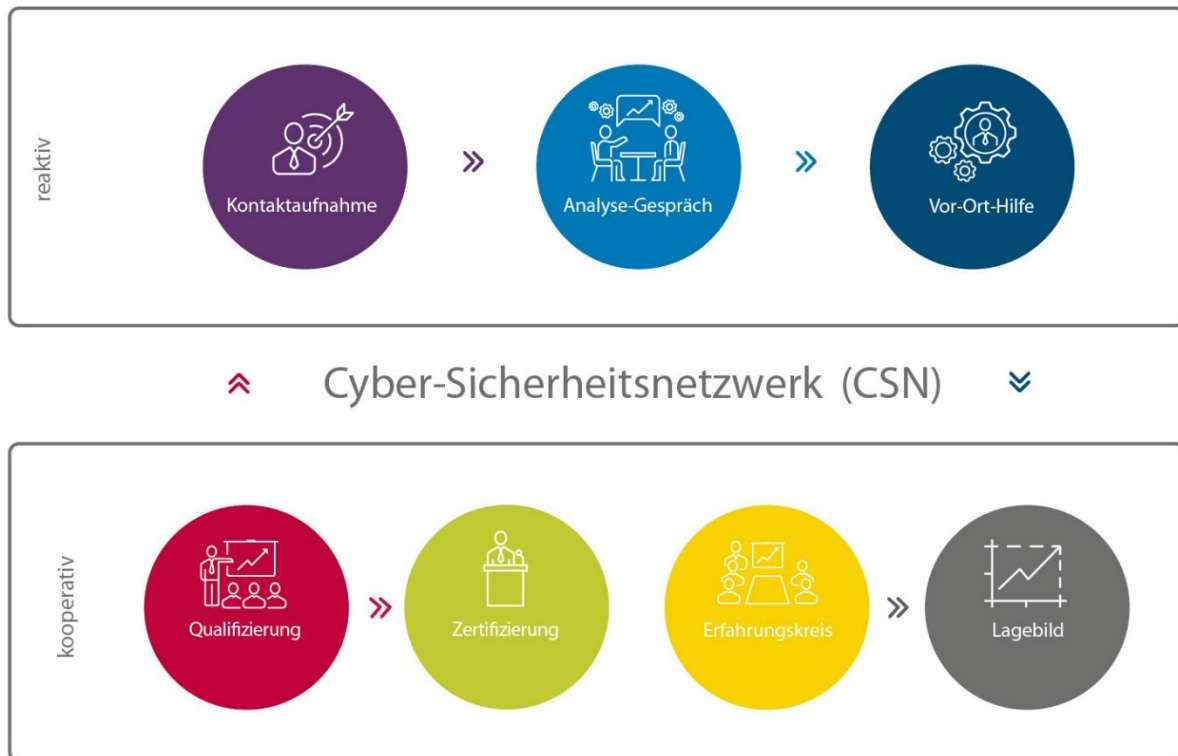 reaktiv
Kontaktaufnahme
Analyse-Gespräch
Vor-Ort-Hilfe
Cyber-Sicherheitsnetzwerk (CSN)
kooperativ
Qualifizierung
Zertifizierung
Erfahrungskreis
Lagebild